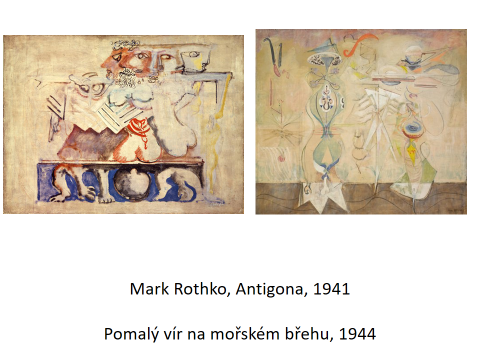 Mark Rothko, Antigona, 1941
Pomalý vír na mořském břehu, 1944